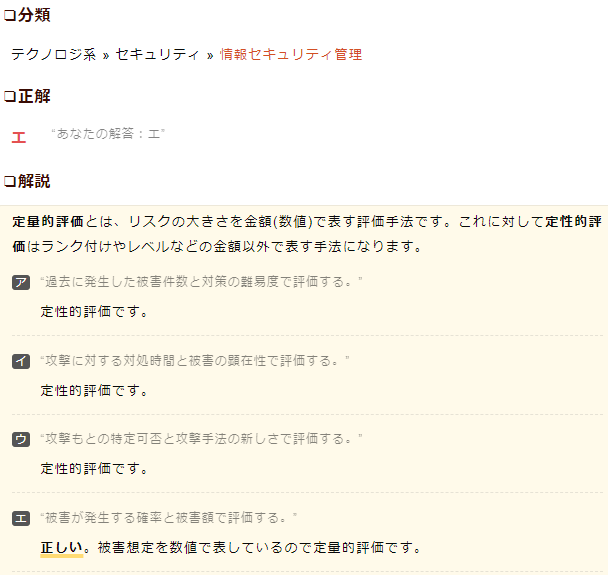 ❏分類
テクノロジ系 » セキュリティ » 情報セキュリティ管理
❏正解
エ “あなたの解答：エ”
❏解説
定量的評価とは、リスクの大きさを金額(数値)で表す評価手法です。これに対して定性的評
価はランク付けやレベルなどの金額以外で表す手法になります。
ア “過去に発生した被害件数と対策の難易度で評価する。”
定性的評価です。
イ “攻撃に対する対処時間と被害の顕在性で評価する。”
定性的評価です。
ウ “攻撃もとの特定可否と攻撃手法の新しさで評価する。”
定性的評価です。
エ “被害が発生する確率と被害額で評価する。”
正しい。被害想定を数値で表しているので定量的評価です。